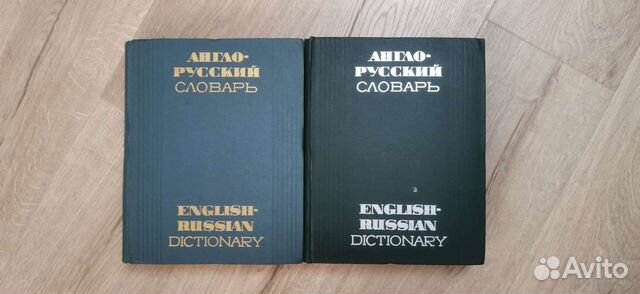 АНГЛО-
РУССКИЙ
СЛОВАРЬ
ENGLISH-
RUSSIAN
DICTIONARY
АНГЛО-
РУССКИЙ
СЛОВАРЬ
ENGLISH-
RUSSIAN
DICTIONARY
Avito